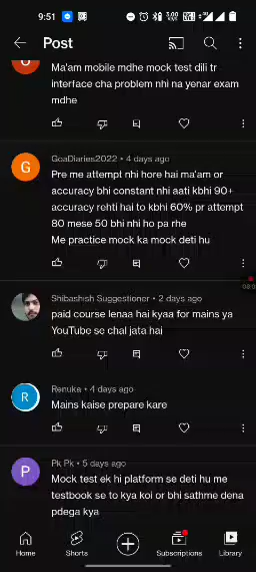 9:51
Post
Ma'am mobile mdhe mock test dili tr
interface cha problem nhi na yenar exam
mdhe
GoaDiaries2022 • 4 days ago
G
Pre me attempt nhi hore hai ma'am or
accuracy bhi constant nhi aati kbhi 90+
accuracy rehti hai to kbhi 60% pr attempt
80 mese 50 bhi nhi ho pa rhe
Me practice mock ka mock deti hu
Shibashish Suggestioner • 2 days ago
paid course lenaa hai kyaa for mains ya
YouTube se chal jata hai
Renuka • 4 days ago
R
Mains kaise prepare kare
Pk Pk • 5 days ago
P
Mock test ek hi platform se deti hu me
testbook se to kya koi or bhi sathme dena
pdega kya
Home Shorts Subscriptions Library